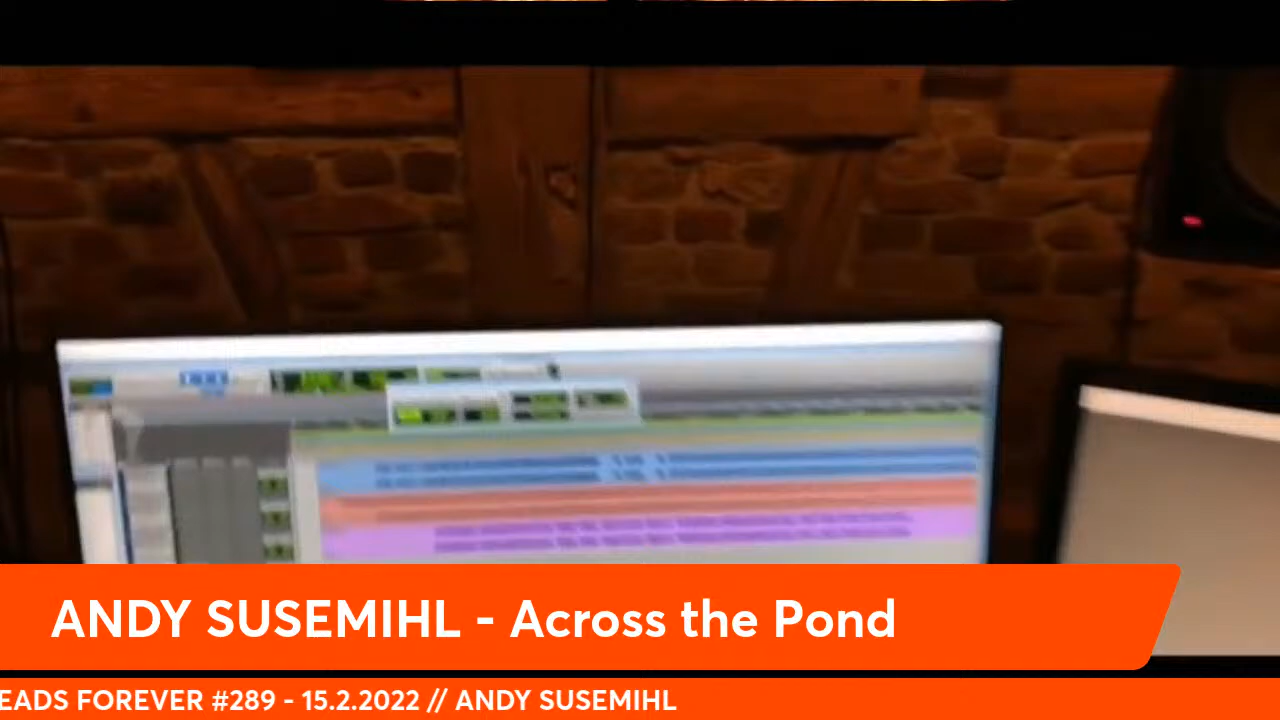 ANDY SUSEMIHL - Across the Pond
EADS FOREVER #289 - 15.2.2022 // ANDY SUSEMIHL